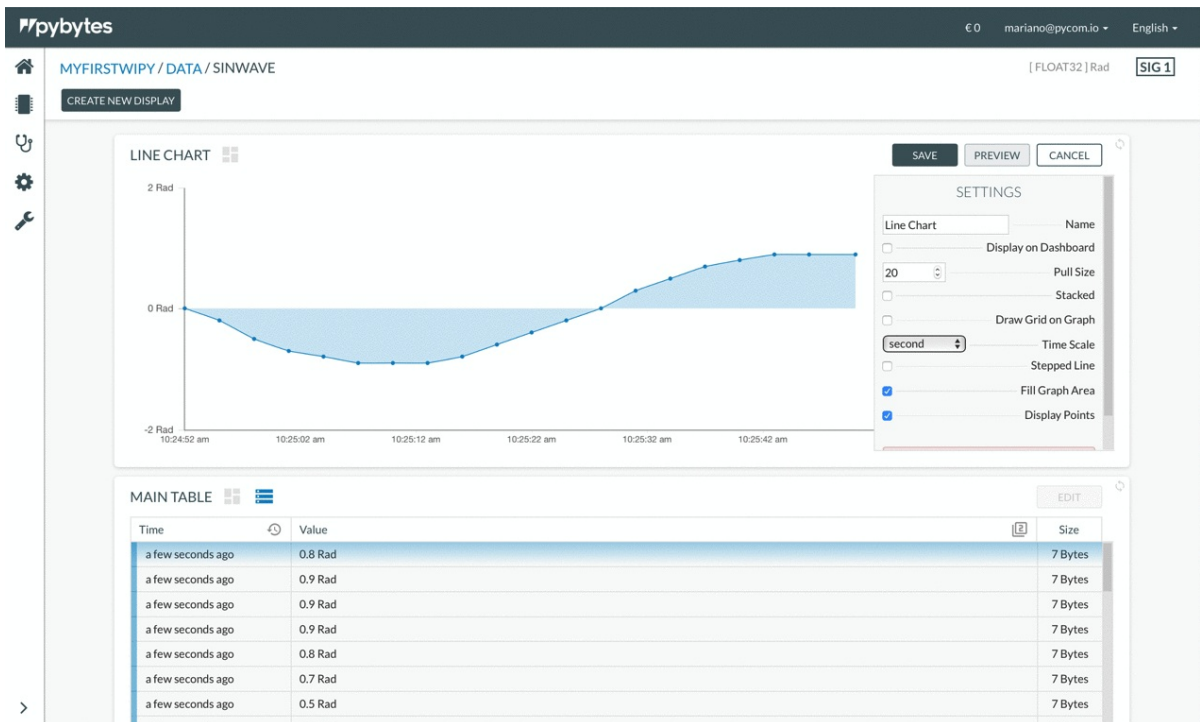 pybytes
€ 0 mariano@pycom.io English
MYFIRSTWIPY / DATA / SINWAVE
[ FLOAT32 ] Rad SIG 1
CREATE NEW DISPLAY
LINE CHART
SAVE PREVIEW CANCEL
2 Rad
0 Rad
-2 Rad
10:24:52 am 10:25:02 am 10:25:12 am 10:25:22 am 10:25:32 am 10:25:42 am
SETTINGS
Line Chart Name
Display on Dashboard
20 Pull Size
Stacked
Draw Grid on Graph
second Time Scale
Stepped Line
Fill Graph Area
Display Points
MAIN TABLE
EDIT
Time Value 2 Size
a few seconds ago 0.8 Rad 7 Bytes
a few seconds ago 0.9 Rad 7 Bytes
a few seconds ago 0.9 Rad 7 Bytes
a few seconds ago 0.9 Rad 7 Bytes
a few seconds ago 0.8 Rad 7 Bytes
a few seconds ago 0.7 Rad 7 Bytes
a few seconds ago 0.5 Rad 7 Bytes